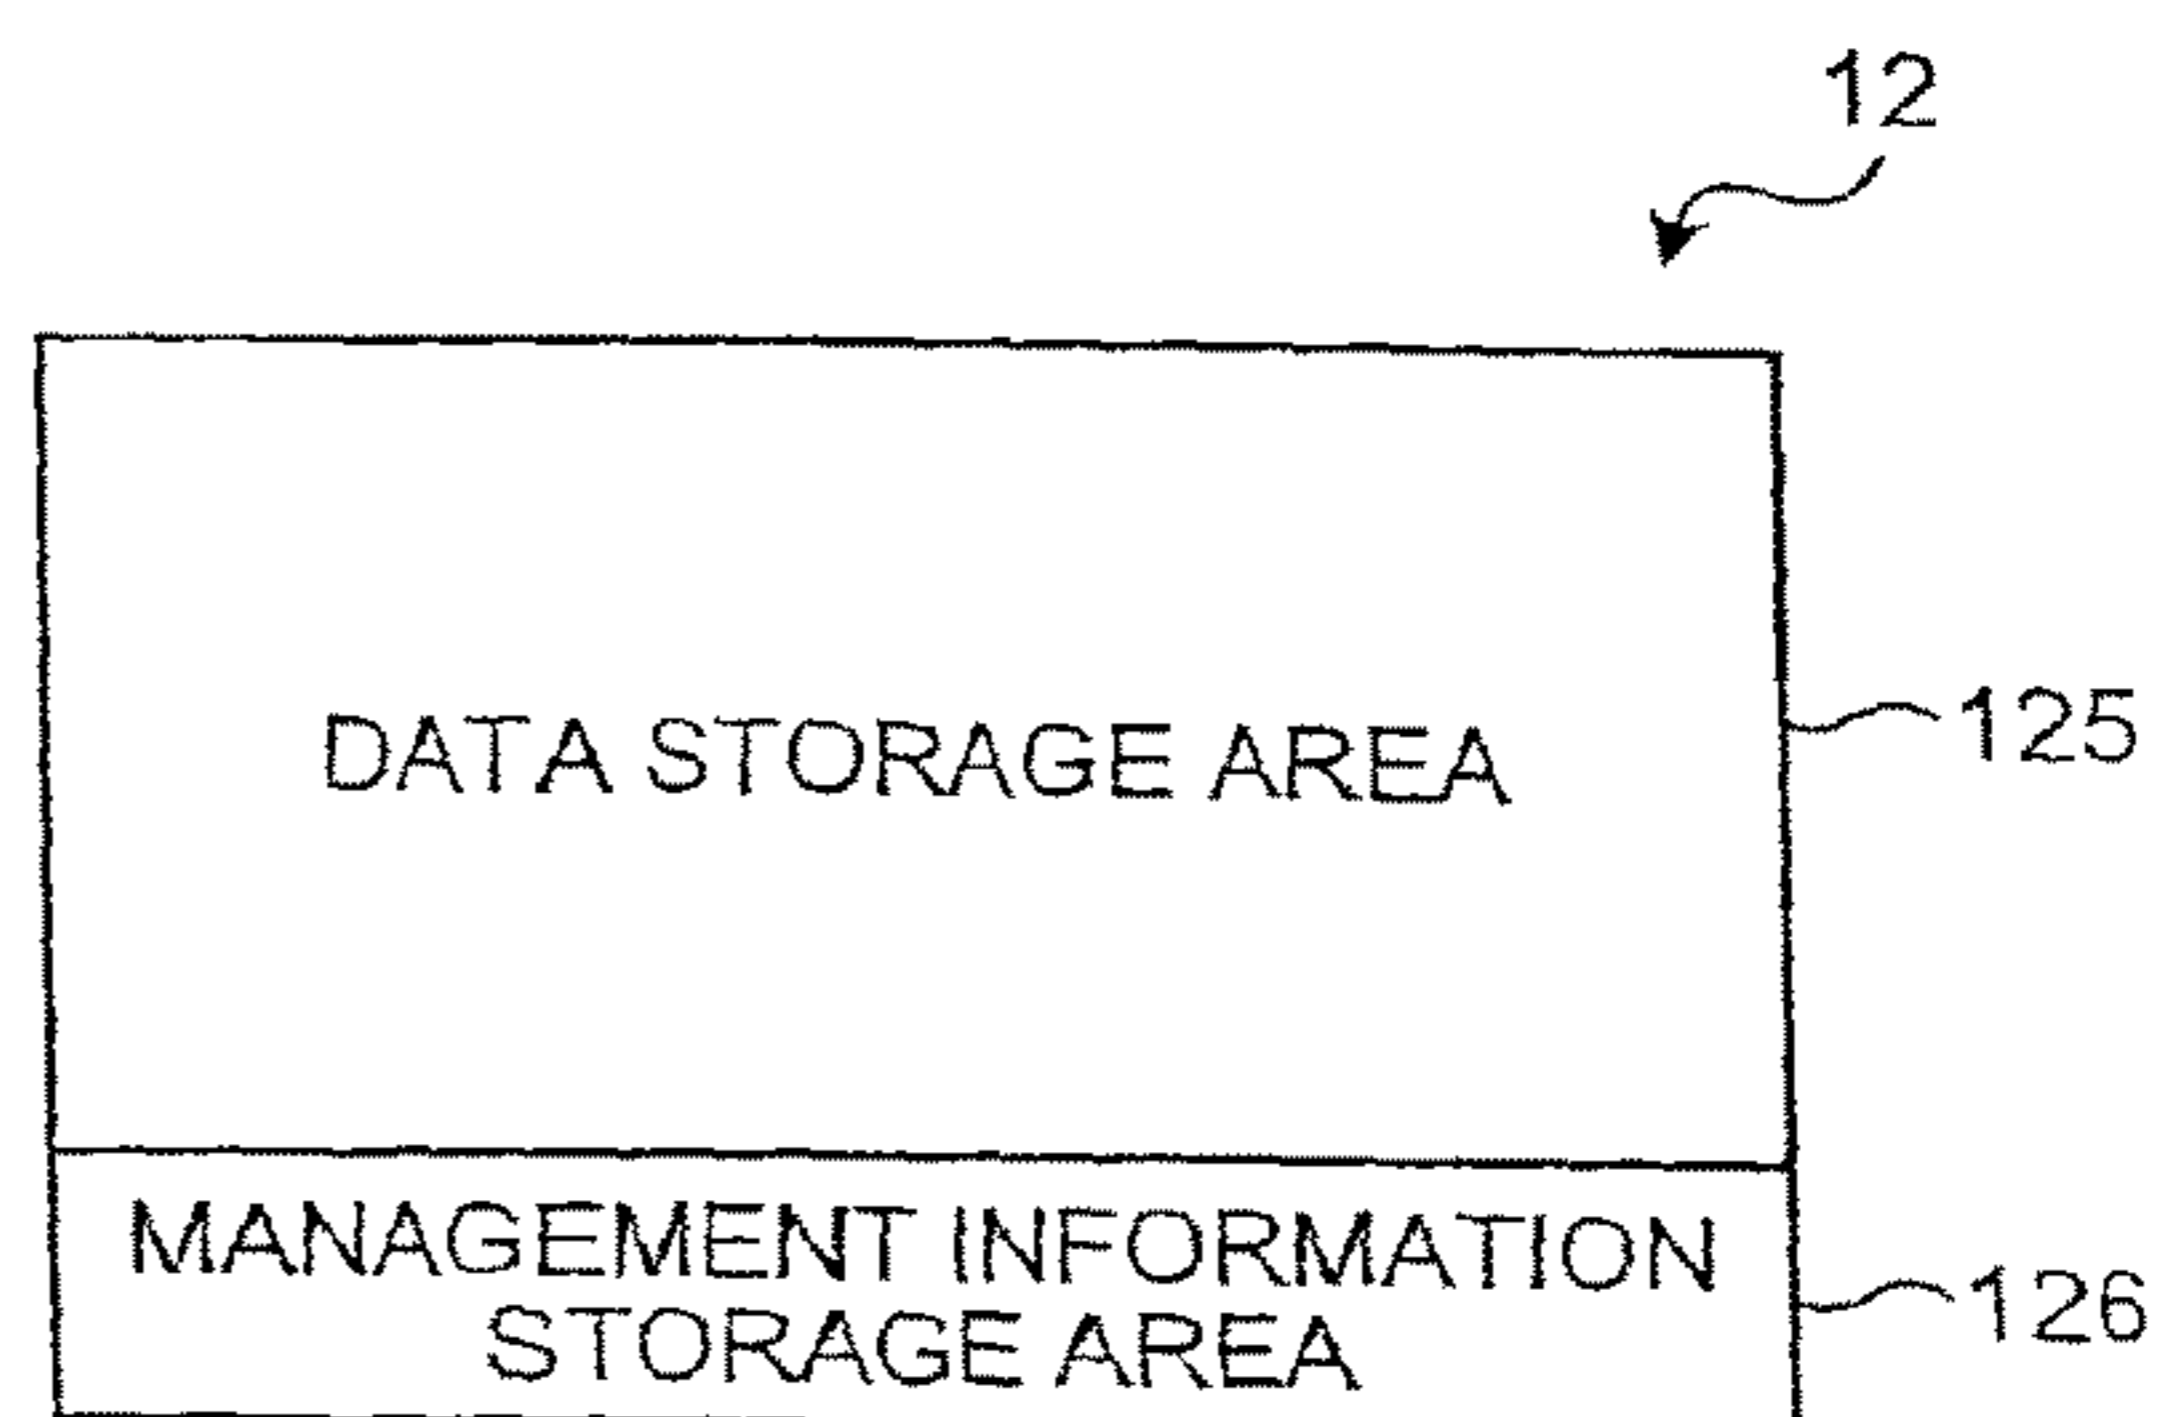 12
DATA STORAGE AREA
125
MANAGEMENT INFORMATION
STORAGE AREA
126